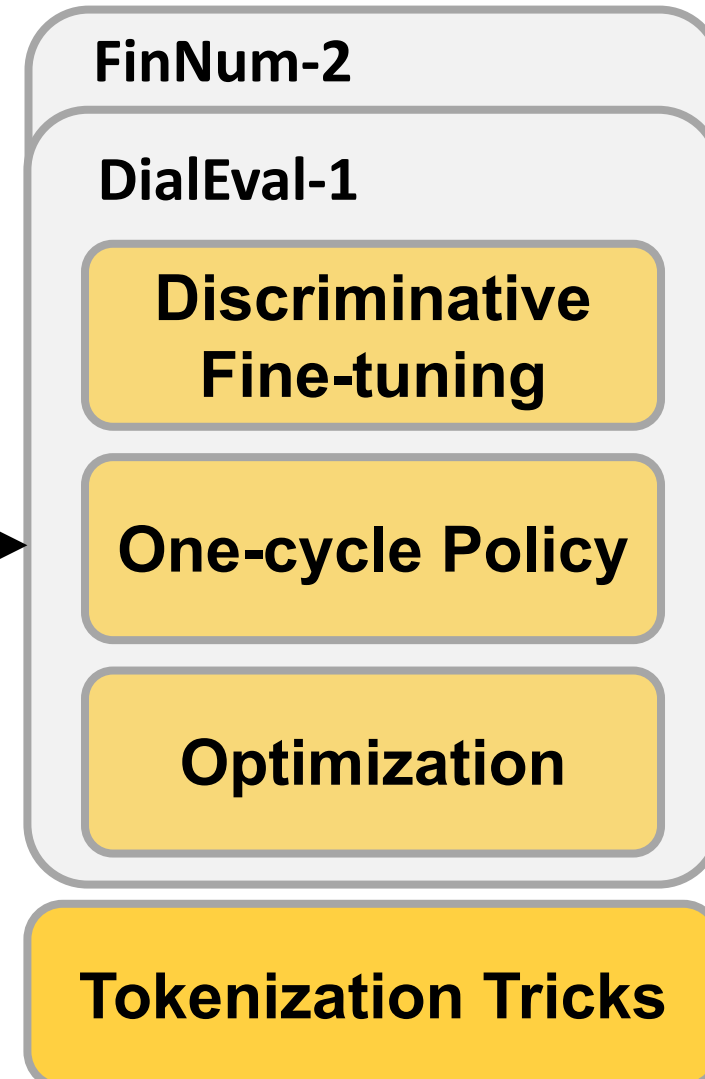 FinNum-2
DialEval-1
Discriminative
Fine-tuning
One-cycle Policy
Optimization
Tokenization Tricks